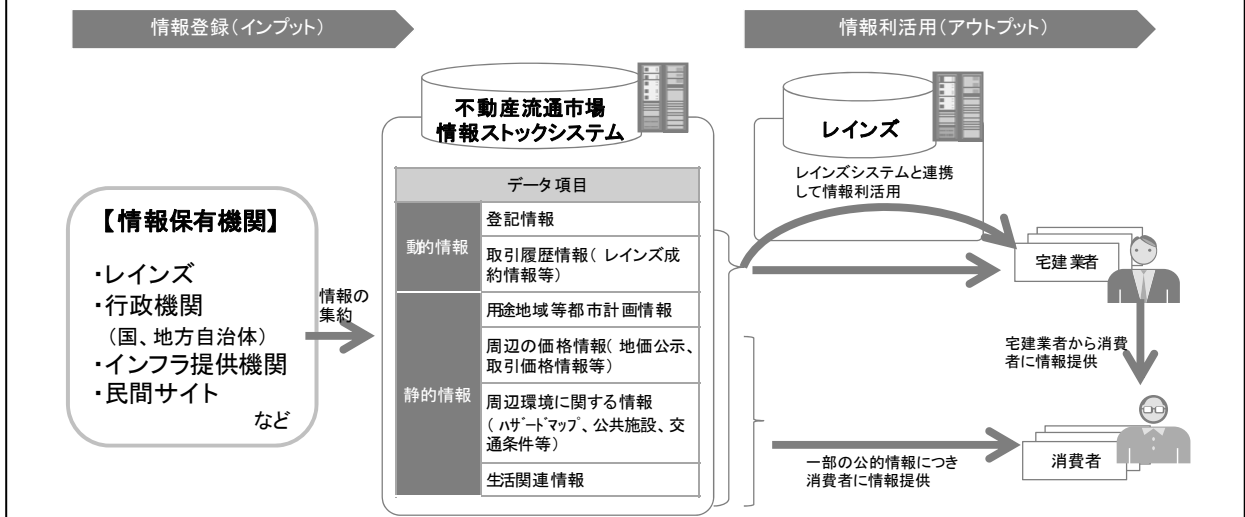 情報登録(インプット)
情報利活用(アウトプット)
不動産流通市場
情報ストックシステム
レインズ
レインズシステムと連携
して情報利活用
【情報保有機関】
・レインズ
・行政機関
(国、地方自治体)
・インフラ提供機関
・民間サイト
など
情報の
集約
データ項目
動的情報
登記情報
取引履歴情報(レインズ成
約情報等)
静的情報
用途地域等都市計画情報
周辺の価格情報(地価公示、
取引価格情報等)
周辺環境に関する情報
(ハザードマップ、公共施設、交
通条件等)
生活関連情報
宅建業者
宅建業者から消費
者に情報提供
一部の公的情報につき
消費者に情報提供
消費者